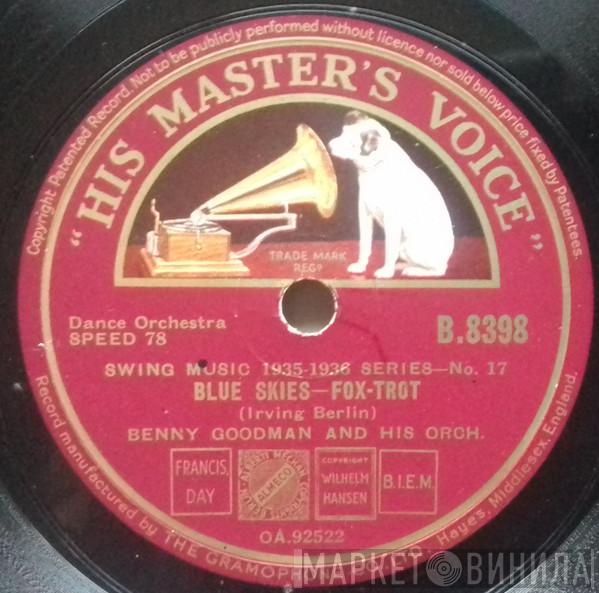 Copyright Patented Record. Not to be publicly performed without licence nor sold below price fixed by Patentees.
"HIS MASTER'S VOICE"
TRADE MARK
REGD
Dance Orchestra
SPEED 78
B.8398
SWING MUSIC 1935-1936 SERIES—No. 17
BLUE SKIES—FOX-TROT
(Irving Berlin)
BENNY GOODMAN AND HIS ORCH.
FRANCIS,
DAY
ALMECO
COPYRIGHT
WILHELM
HANSEN
B.I.E.M.
OA.92522
Record manufactured by THE GRAMOPHONE Hayes, Middlesex, England.
МАРКЕТ ВИНИЛА